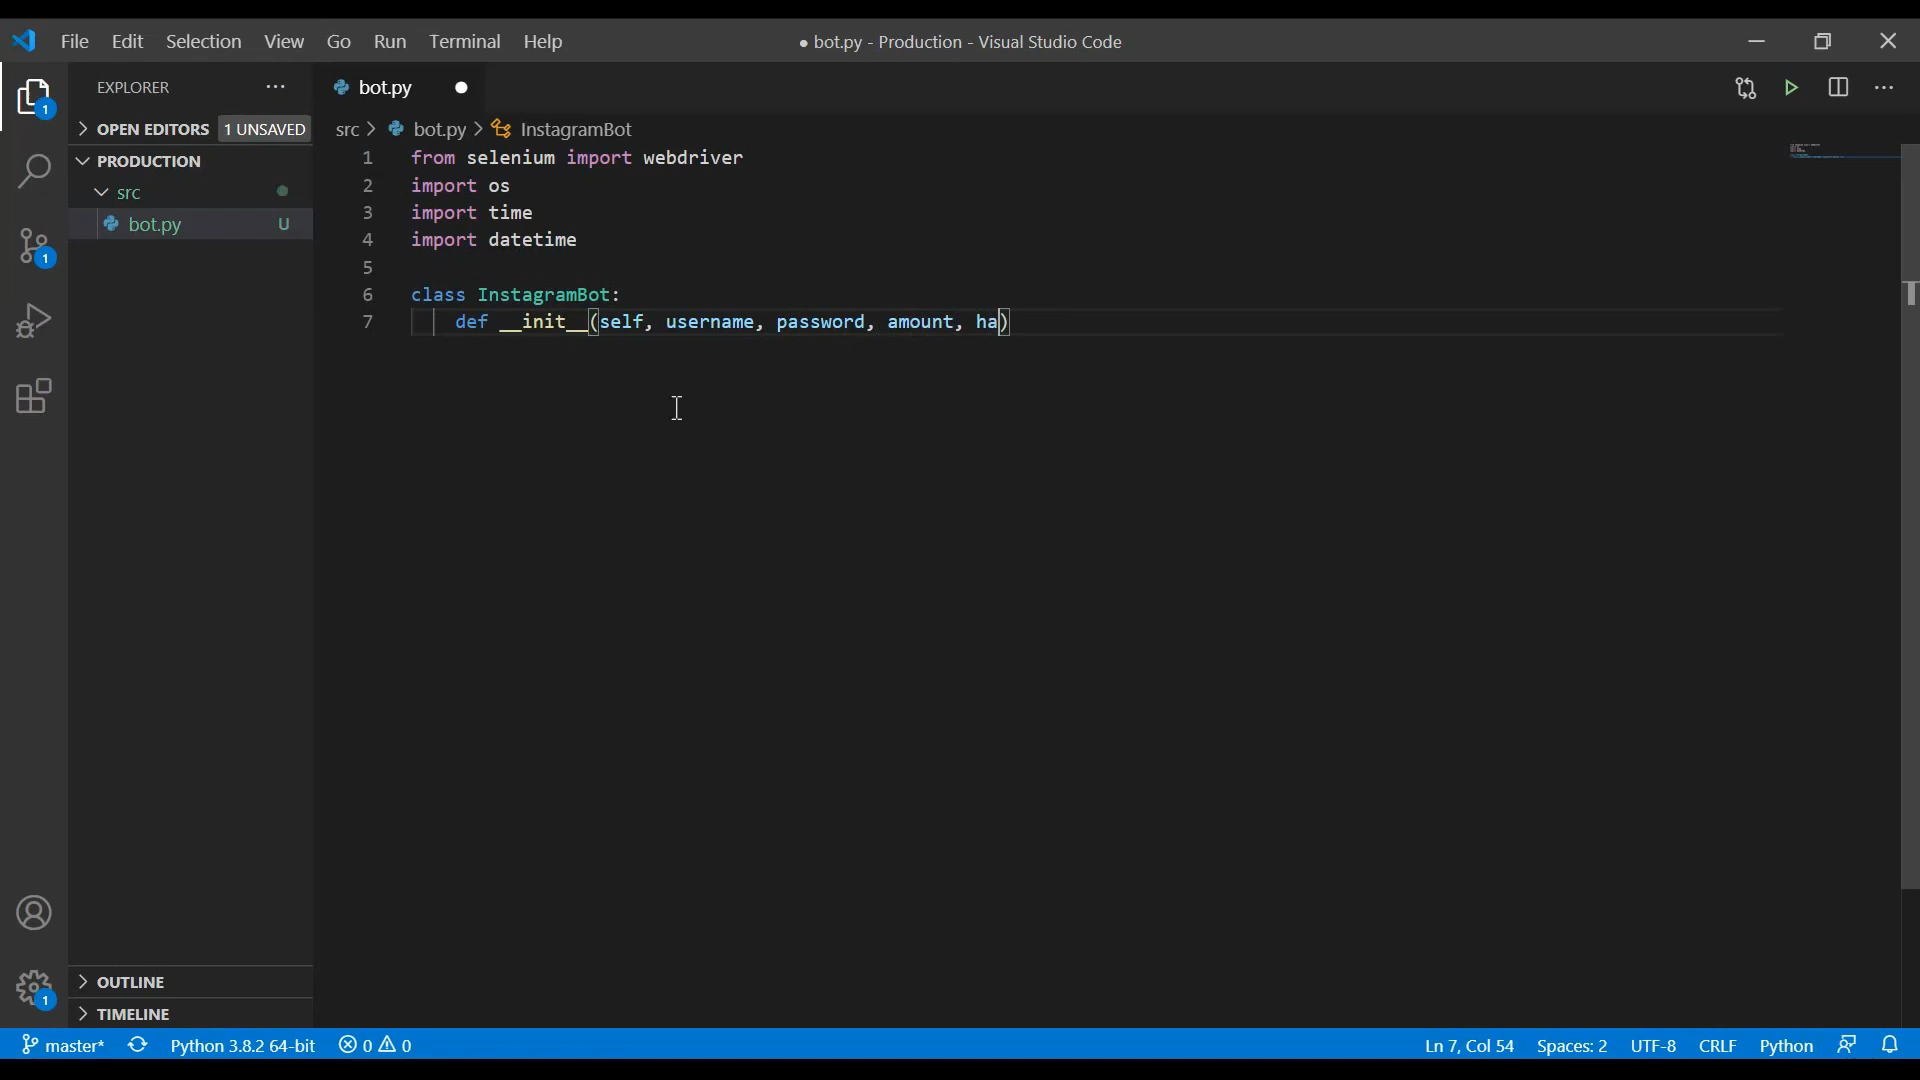 File Edit Selection View Go Run Terminal Help
● bot.py - Production - Visual Studio Code
EXPLORER
1
OPEN EDITORS 1 UNSAVED
PRODUCTION
src
bot.py U
1
OUTLINE
1
TIMELINE
bot.py
src > bot.py > InstagramBot
1 from selenium import webdriver
2 import os
3 import time
4 import datetime
5
6 class InstagramBot:
7 def __init__(self, username, password, amount, ha)
master* Python 3.8.2 64-bit 0 0 Ln 7, Col 54 Spaces: 2 UTF-8 CRLF Python